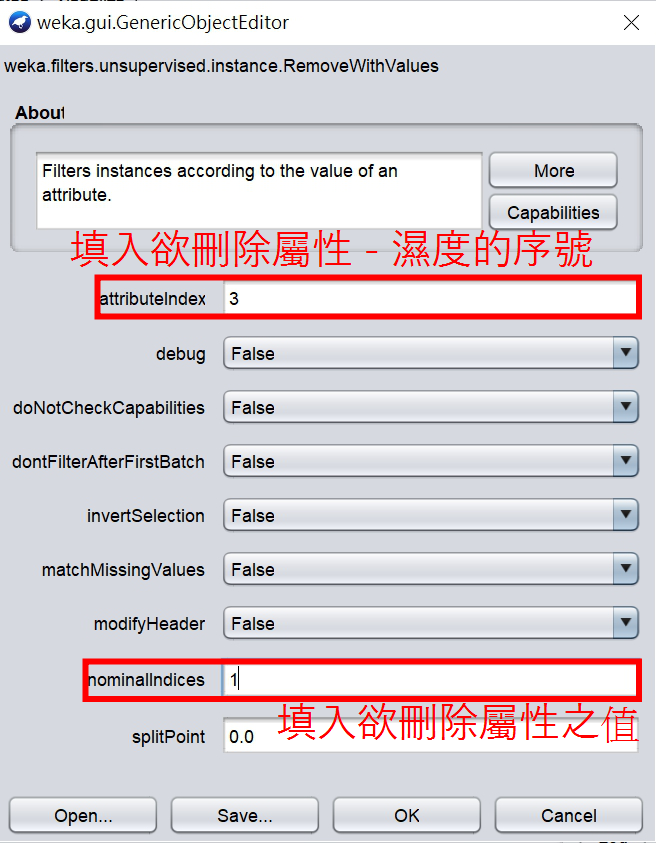 weka.gui.GenericObjectEditor
weka.filters.unsupervised.instance.RemoveWithValues
About
Filters instances according to the value of an
attribute.
More
Capabilities
填入欲刪除屬性 - 濕度的序號
attributeIndex 3
debug False
doNotCheckCapabilities False
dontFilterAfterFirstBatch False
invertSelection False
matchMissingValues False
modifyHeader False
nominalIndices 1
填入欲刪除屬性之值
splitPoint 0.0
Open... Save... OK Cancel